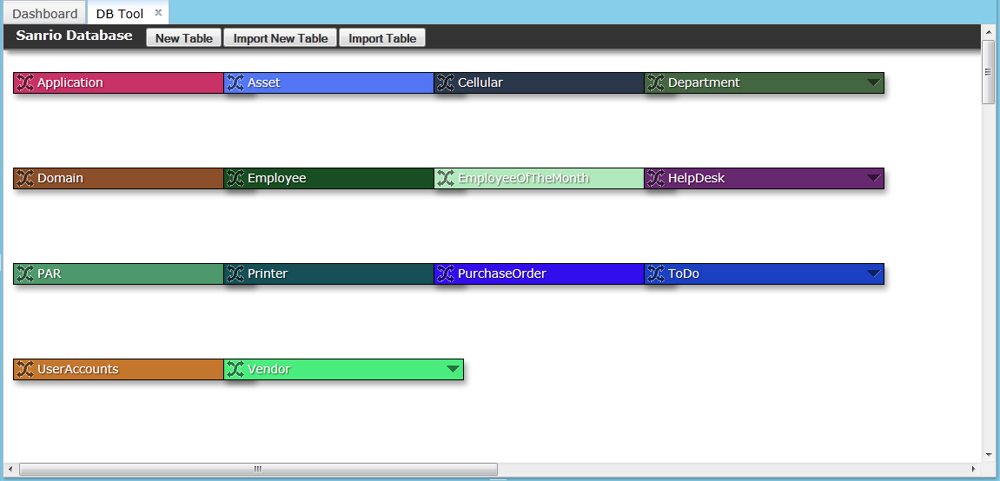 Dashboard DB Tool x
Sanrio Database New Table Import New Table Import Table
Application Asset Cellular Department
Domain Employee EmployeeOfTheMonth HelpDesk
PAR Printer PurchaseOrder ToDo
UserAccounts Vendor